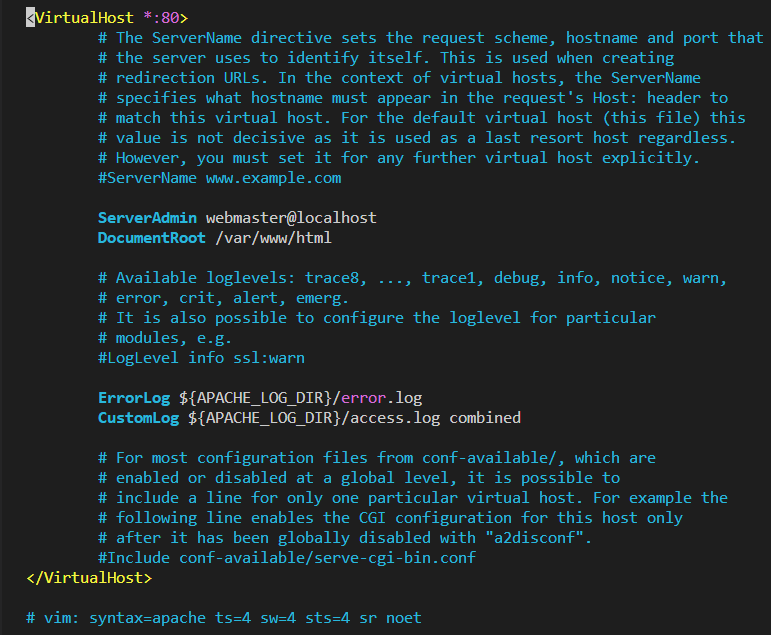 <VirtualHost *:80>
# The ServerName directive sets the request scheme, hostname and port that
# the server uses to identify itself. This is used when creating
# redirection URLs. In the context of virtual hosts, the ServerName
# specifies what hostname must appear in the request's Host: header to
# match this virtual host. For the default virtual host (this file) this
# value is not decisive as it is used as a last resort host regardless.
# However, you must set it for any further virtual host explicitly.
#ServerName www.example.com
ServerAdmin webmaster@localhost
DocumentRoot /var/www/html
# Available loglevels: trace8, ..., trace1, debug, info, notice, warn,
# error, crit, alert, emerg.
# It is also possible to configure the loglevel for particular
# modules, e.g.
#LogLevel info ssl:warn
ErrorLog ${APACHE_LOG_DIR}/error.log
CustomLog ${APACHE_LOG_DIR}/access.log combined
# For most configuration files from conf-available/, which are
# enabled or disabled at a global level, it is possible to
# include a line for only one particular virtual host. For example the
# following line enables the CGI configuration for this host only
# after it has been globally disabled with "a2disconf".
#Include conf-available/serve-cgi-bin.conf
</VirtualHost>
# vim: syntax=apache ts=4 sw=4 sts=4 sr noet